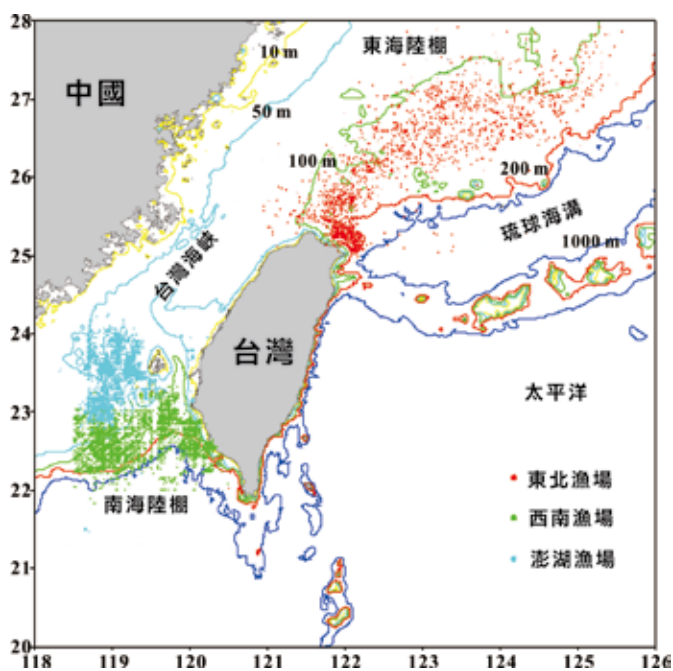 28
27
26
25
24
23
22
21
20
118
119
120
121
122
123
124
125
126
中國
10 m
50 m
東海陸棚
100 m
200 m
琉球海溝
1000 m
台灣海峽
台灣
太平洋
南海陸棚
東北漁場
西南漁場
澎湖漁場